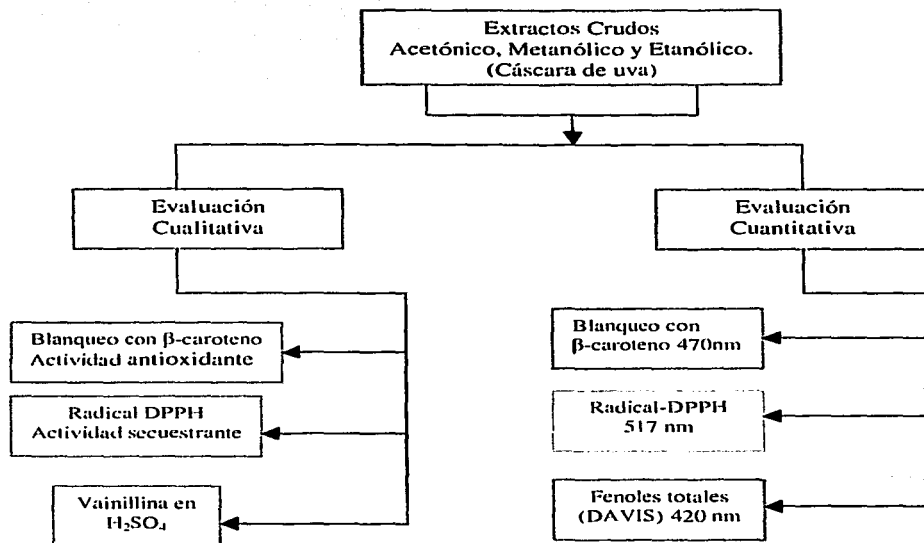 Extractos Crudos
Acetónico, Metanólico y Etanólico.
(Cáscara de uva)
Evaluación
Cualitativa
Blanqueo con β-caroteno
Actividad antioxidante
Radical DPPH
Actividad secuestrante
Vainillina en
H₂SO₄
Evaluación
Cuantitativa
Blanqueo con
β-caroteno 470nm
Radical-DPPH
517 nm
Fenoles totales
(DAVIS) 420 nm